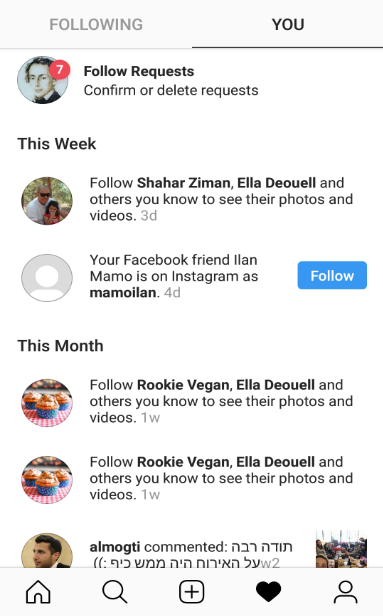 FOLLOWING YOU
7
Follow Requests
Confirm or delete requests
This Week
Follow Shahar Ziman, Ella Deouell and
others you know to see their photos and
videos. 3d
Your Facebook friend Ilan
Mamo is on Instagram as
mamoilan. 4d
Follow
This Month
Follow Rookie Vegan, Ella Deouell and
others you know to see their photos and
videos. 1w
Follow Rookie Vegan, Ella Deouell and
others you know to see their photos and
videos. 1w
almogti commented: תודה רבה
על האירוח היה ממש כיף :)) w2